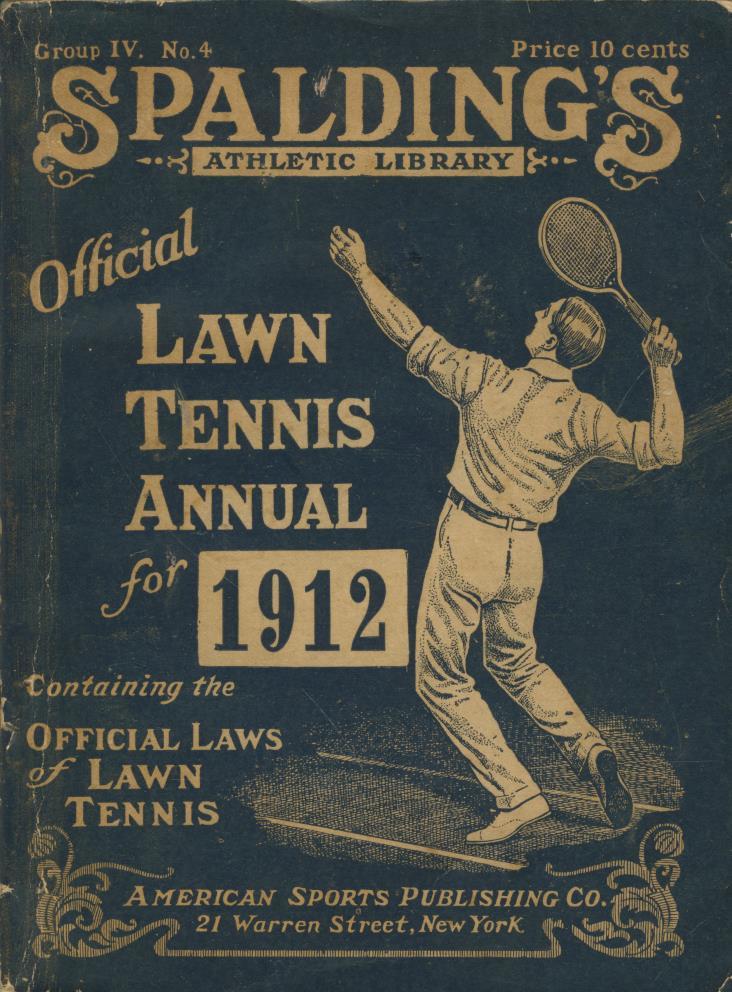 Group IV. No. 4
Price 10 cents
SPALDING'S
ATHLETIC LIBRARY
Official
LAWN
TENNIS
ANNUAL
for 1912
Containing the
OFFICIAL LAWS
of LAWN
TENNIS
AMERICAN SPORTS PUBLISHING CO.
21 Warren Street, New York